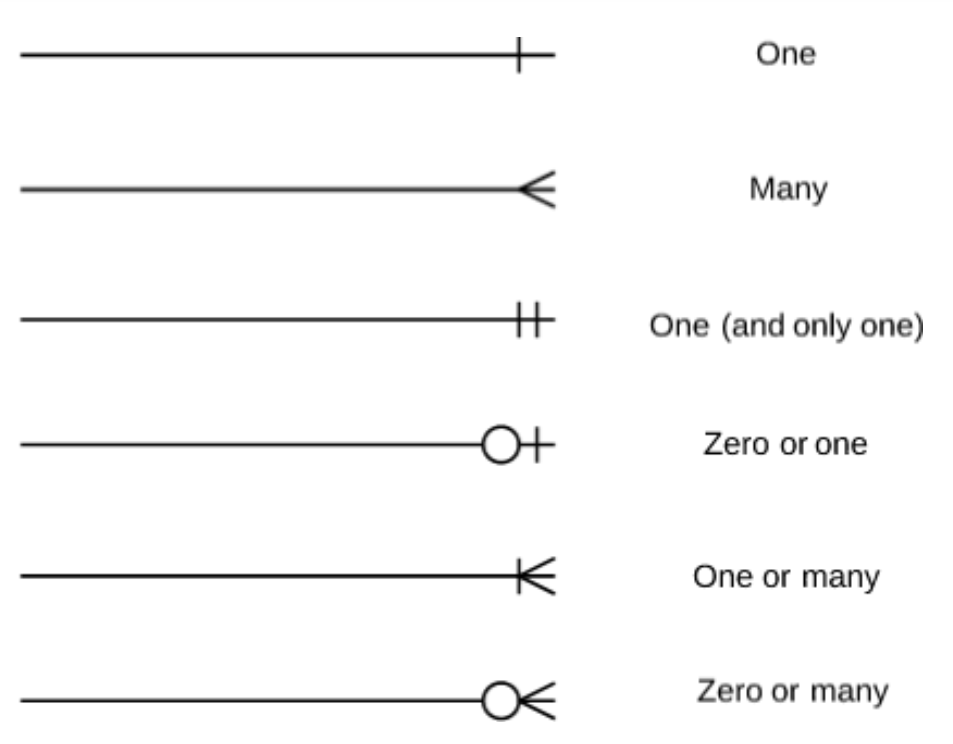 One
Many
One (and only one)
Zero or one
One or many
Zero or many